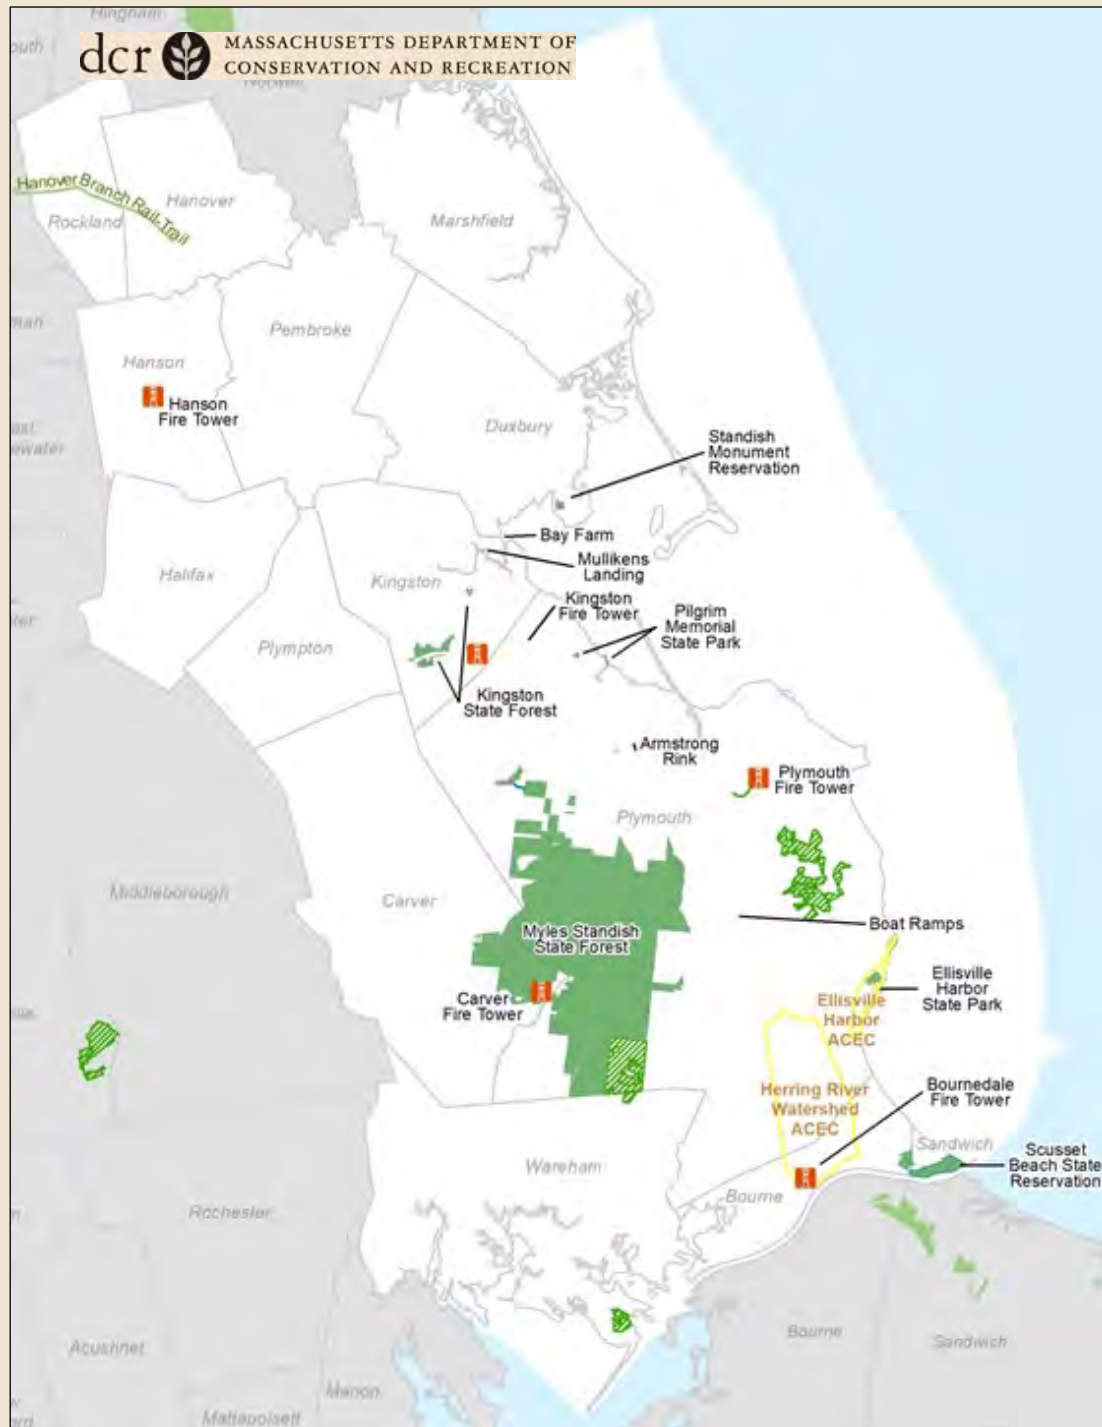 Hingham
dcr
MASSACHUSETTS DEPARTMENT OF
CONSERVATION AND RECREATION
Hanover Branch Rail-Trail
Hanover
Rockland
Marshfield
Pembroke
Hanson
Hanson
Fire Tower
Duxbury
Standish
Monument
Reservation
Bay Farm
Mullikens
Landing
Halifax
Kingston
Kingston
Fire Tower
Pilgrim
Memorial
State Park
Plympton
Kingston
State Forest
Armstrong
Rink
Plymouth
Fire Tower
Plymouth
Middleborough
Carver
Boat Ramps
Myles Standish
State Forest
Ellisville
Harbor
State Park
Carver
Fire Tower
Ellisville
Harbor
ACEC
Bournedale
Fire Tower
Herring River
Watershed
ACEC
Sandwich
Scusset
Beach State
Reservation
Wareham
Bourne
Rochester
Bourne
Sandwich
Acushnet
Marion
Mattapoisett